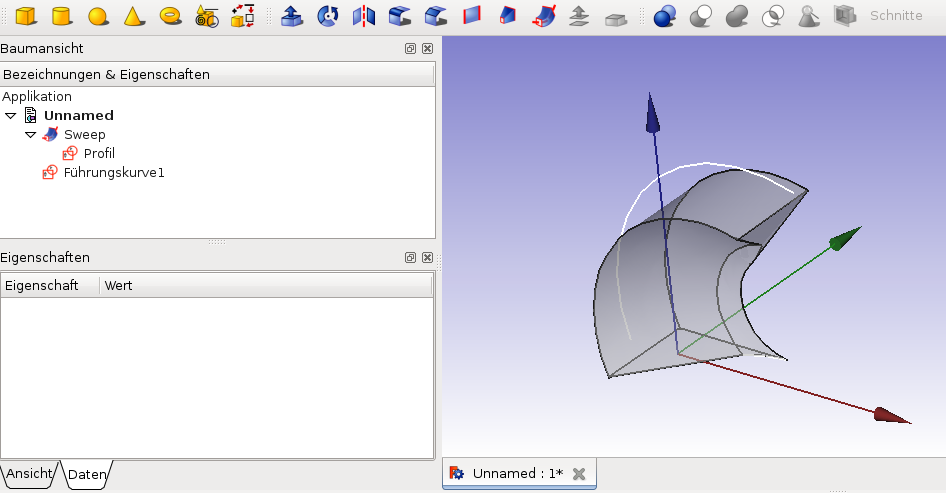 Schnitte
Baumansicht
Bezeichnungen & Eigenschaften
Applikation
Unnamed
Sweep
Profil
Führungskurve1
Eigenschaften
Eigenschaft Wert
Ansicht Daten
Unnamed : 1*